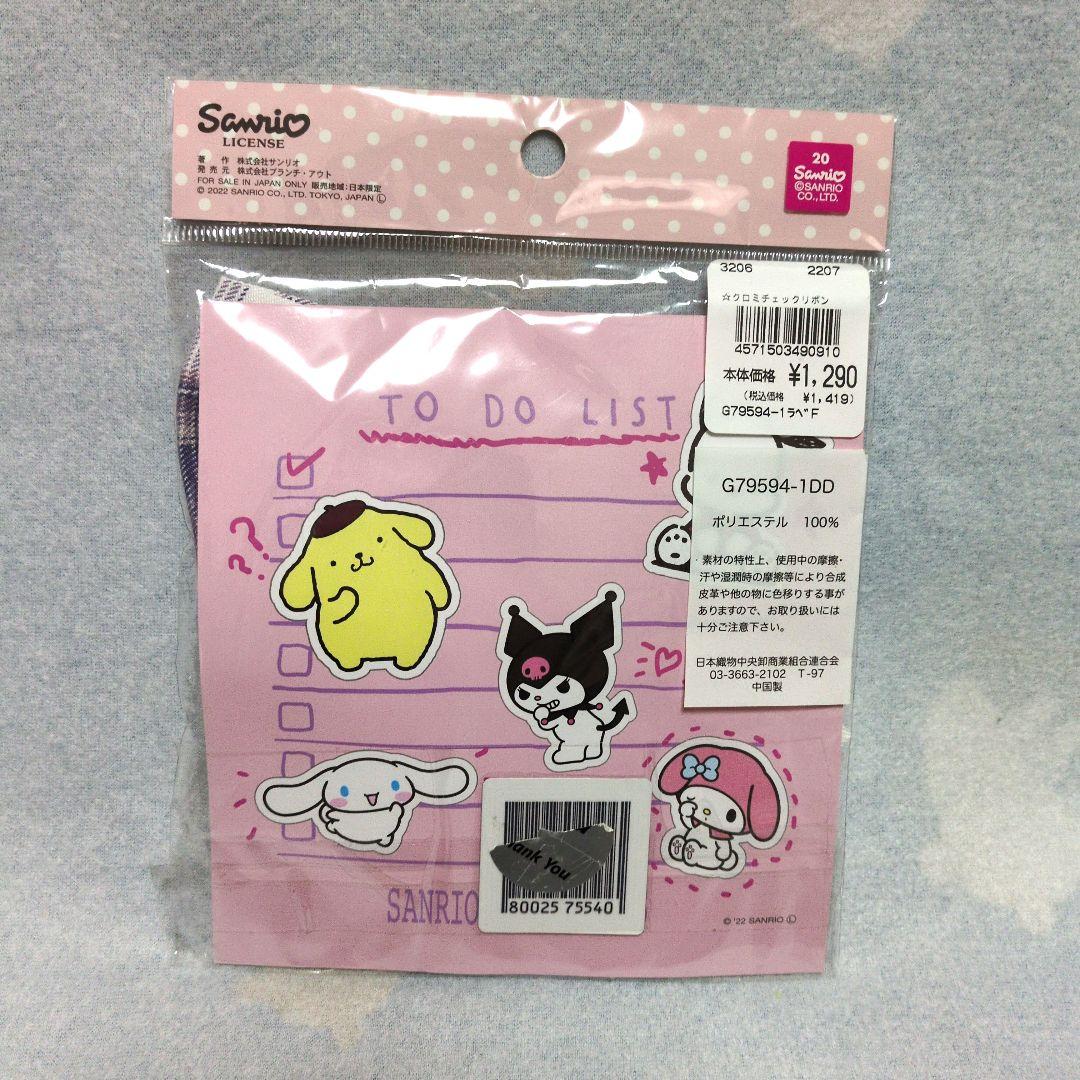 Sanrio
LICENSE
著 作 株式会社サンリオ
発売元 株式会社ブランチ・アウト
FOR SALE IN JAPAN ONLY 販売地域:日本限定
© 2022 SANRIO CO., LTD. TOKYO, JAPAN Ⓛ
20
Sanrio
©SANRIO
CO., LTD.
3206 2207
☆クロミチェックリボン
4571503490910
本体価格 ¥1,290
(税込価格 ¥1,419)
G79594-1ラベF
TO DO LIST
G79594-1DD
ポリエステル 100%
素材の特性上、使用中の摩擦・
汗や湿潤時の摩擦等により合成
皮革や他の物に色移りする事が
ありますので、お取り扱いには
十分ご注意下さい。
日本織物中央卸商業組合連合会
03-3663-2102 T-97
中国製
??
ank You
80025 75540
SANRIO
© '22 SANRIO Ⓛ